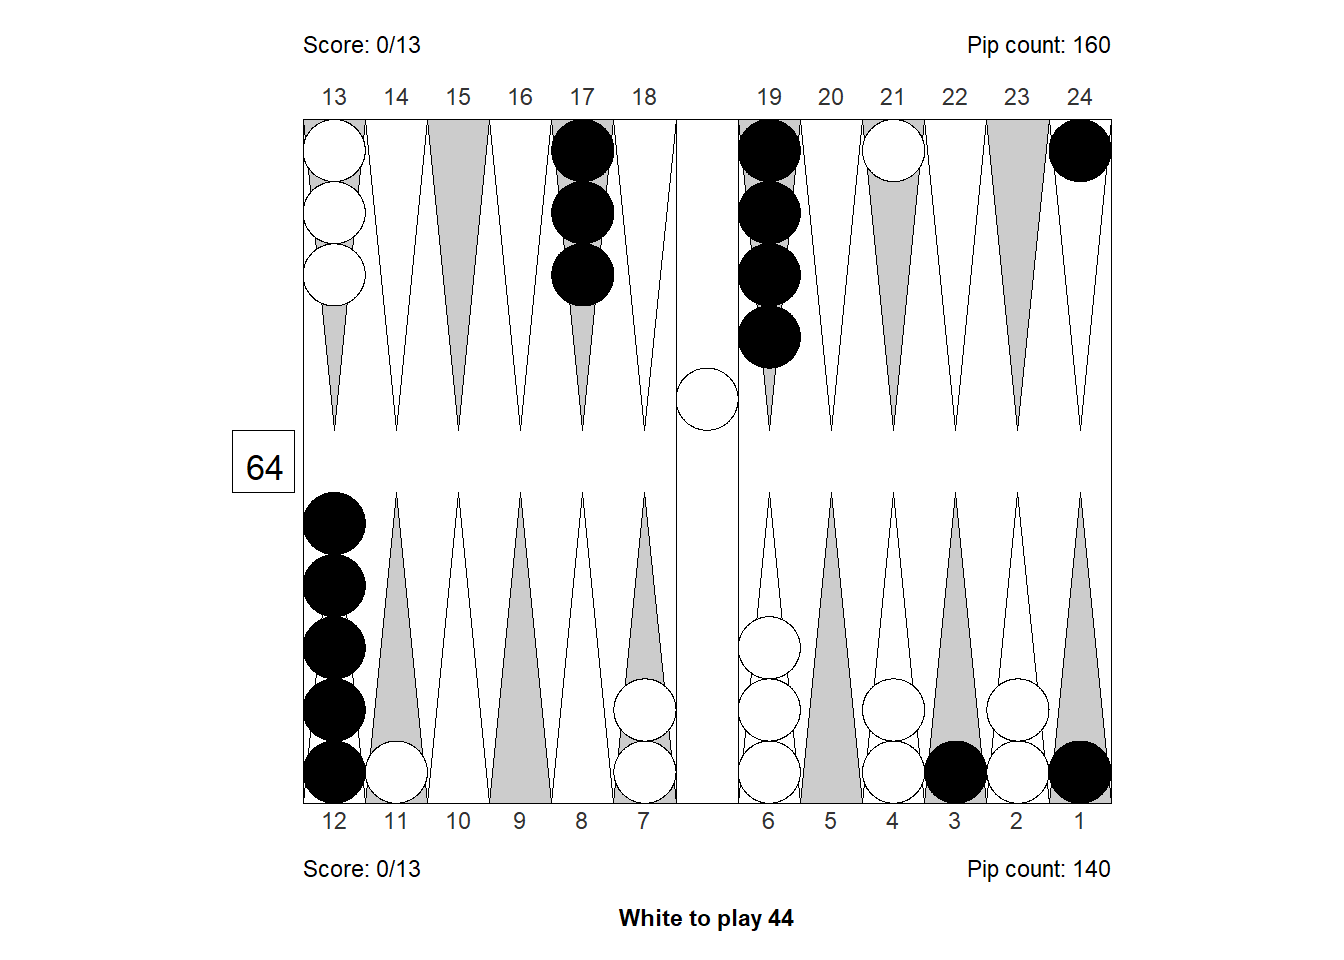 Score: 0/13 Pip count: 160
13 14 15 16 17 18 19 20 21 22 23 24
64
12 11 10 9 8 7 6 5 4 3 2 1
Score: 0/13 Pip count: 140
White to play 44